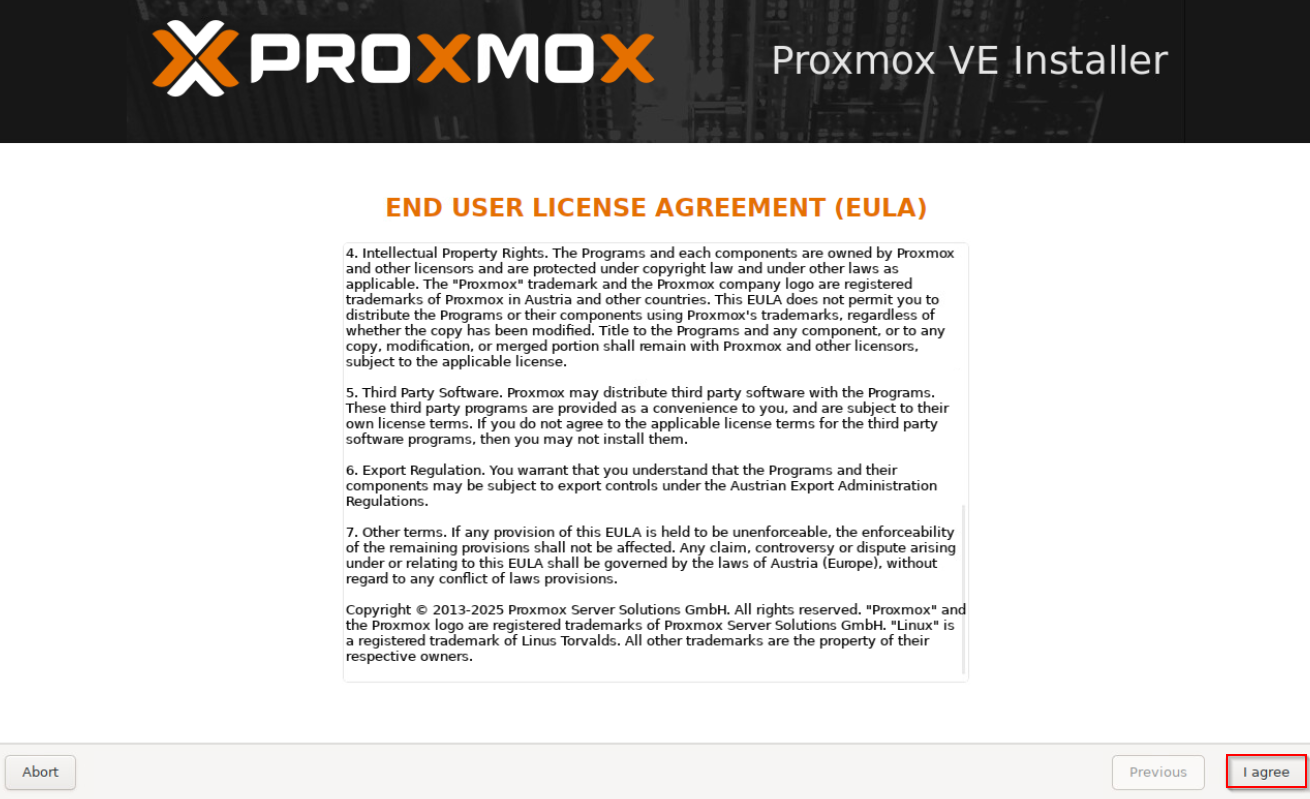 PROXMOX
Proxmox VE Installer
END USER LICENSE AGREEMENT (EULA)
4. Intellectual Property Rights. The Programs and each components are owned by Proxmox
and other licensors and are protected under copyright law and under other laws as
applicable. The "Proxmox" trademark and the Proxmox company logo are registered
trademarks of Proxmox in Austria and other countries. This EULA does not permit you to
distribute the Programs or their components using Proxmox's trademarks, regardless of
whether the copy has been modified. Title to the Programs and any component, or to any
copy, modification, or merged portion shall remain with Proxmox and other licensors,
subject to the applicable license.
5. Third Party Software. Proxmox may distribute third party software with the Programs.
These third party programs are provided as a convenience to you, and are subject to their
own license terms. If you do not agree to the applicable license terms for the third party
software programs, then you may not install them.
6. Export Regulation. You warrant that you understand that the Programs and their
components may be subject to export controls under the Austrian Export Administration
Regulations.
7. Other terms. If any provision of this EULA is held to be unenforceable, the enforceability
of the remaining provisions shall not be affected. Any claim, controversy or dispute arising
under or relating to this EULA shall be governed by the laws of Austria (Europe), without
regard to any conflict of laws provisions.
Copyright © 2013-2025 Proxmox Server Solutions GmbH. All rights reserved. "Proxmox" and
the Proxmox logo are registered trademarks of Proxmox Server Solutions GmbH. "Linux" is
a registered trademark of Linus Torvalds. All other trademarks are the property of their
respective owners.
Abort
Previous
I agree